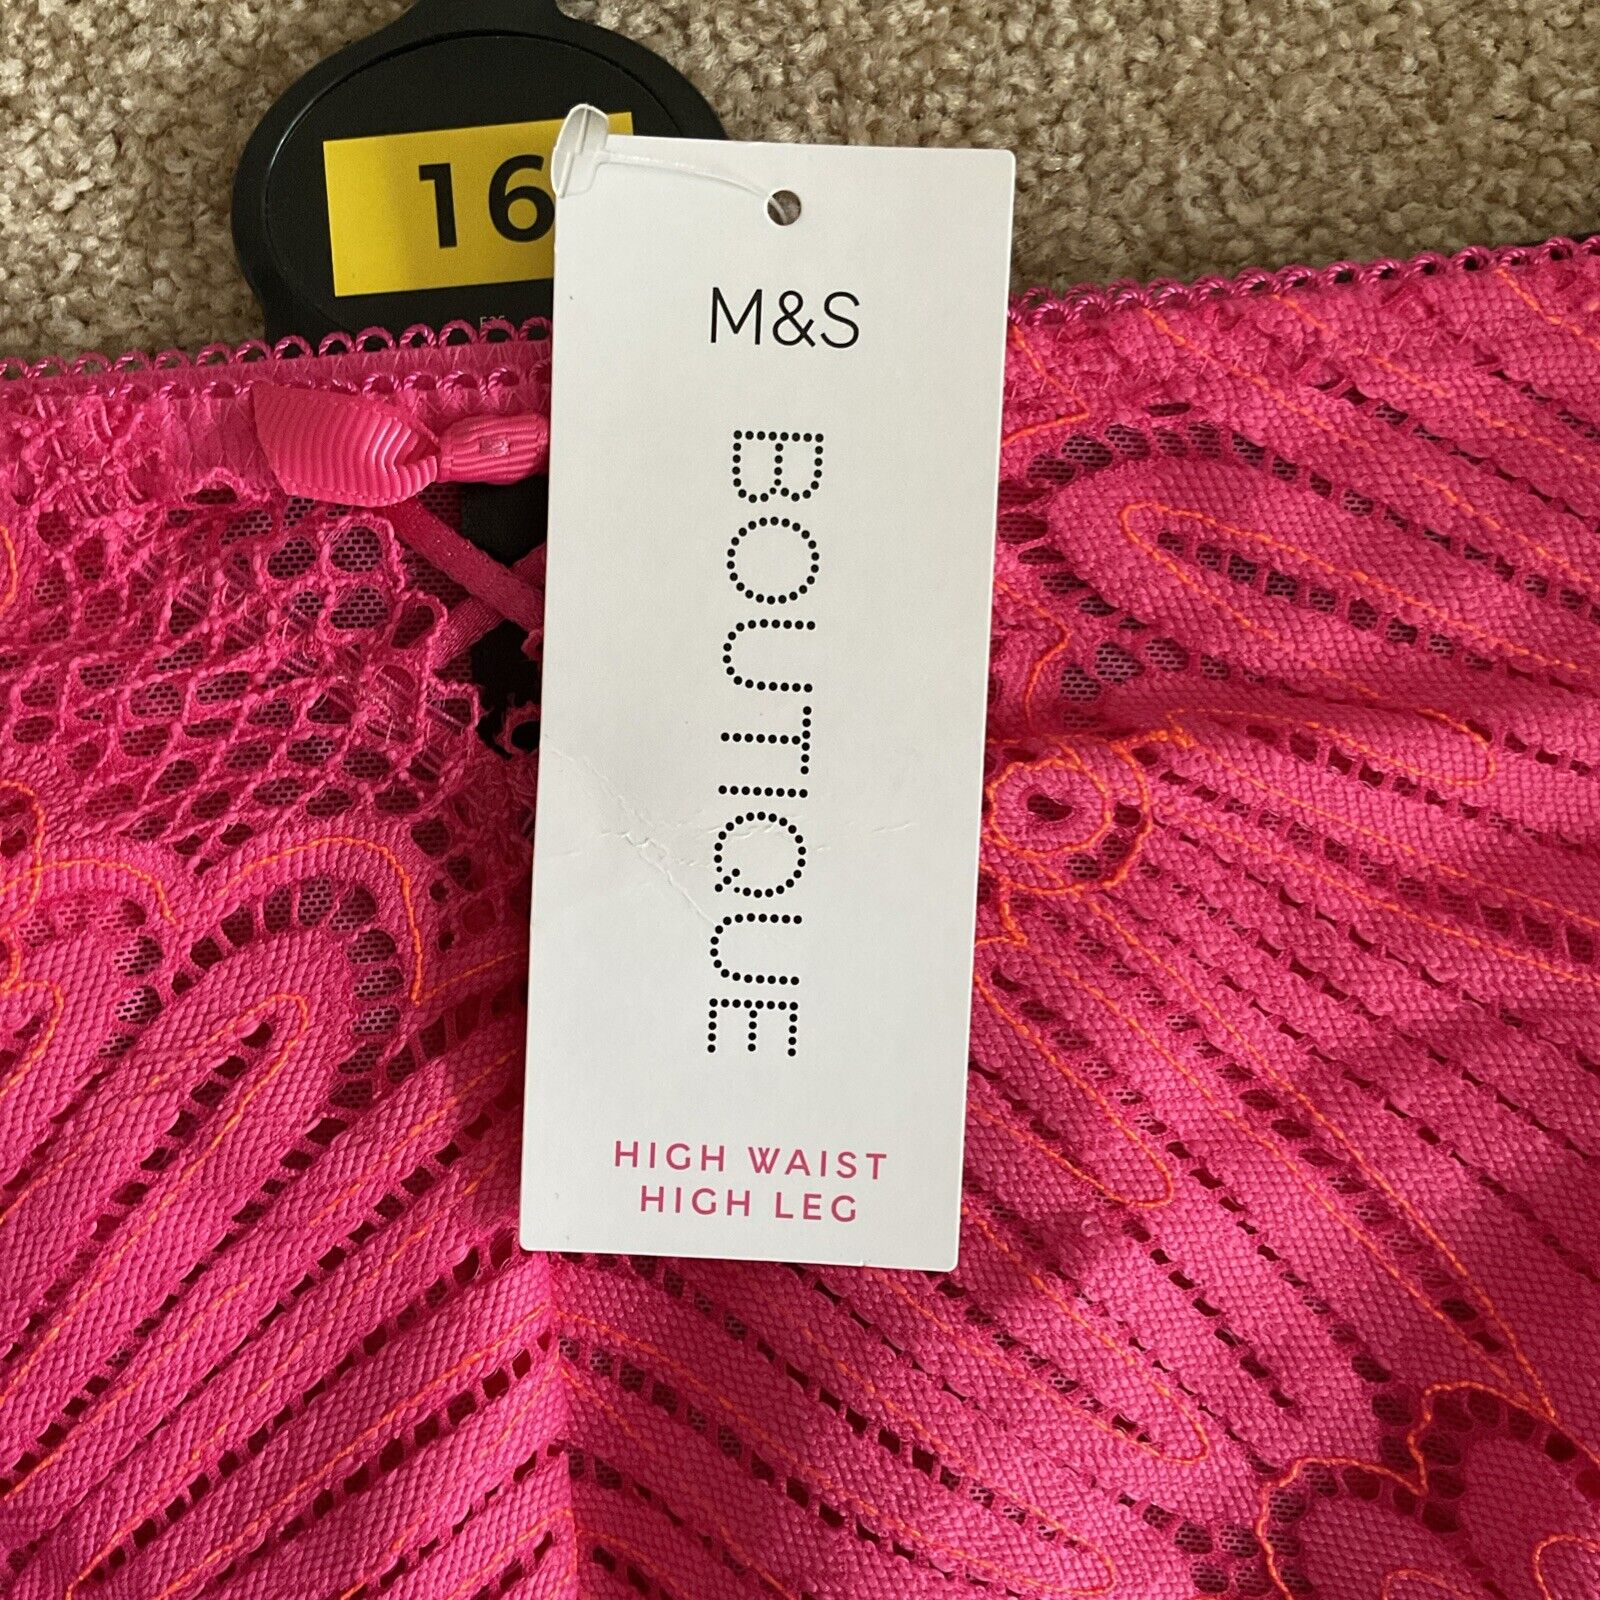 16
M&S
BOUTIQUE
HIGH WAIST
HIGH LEG